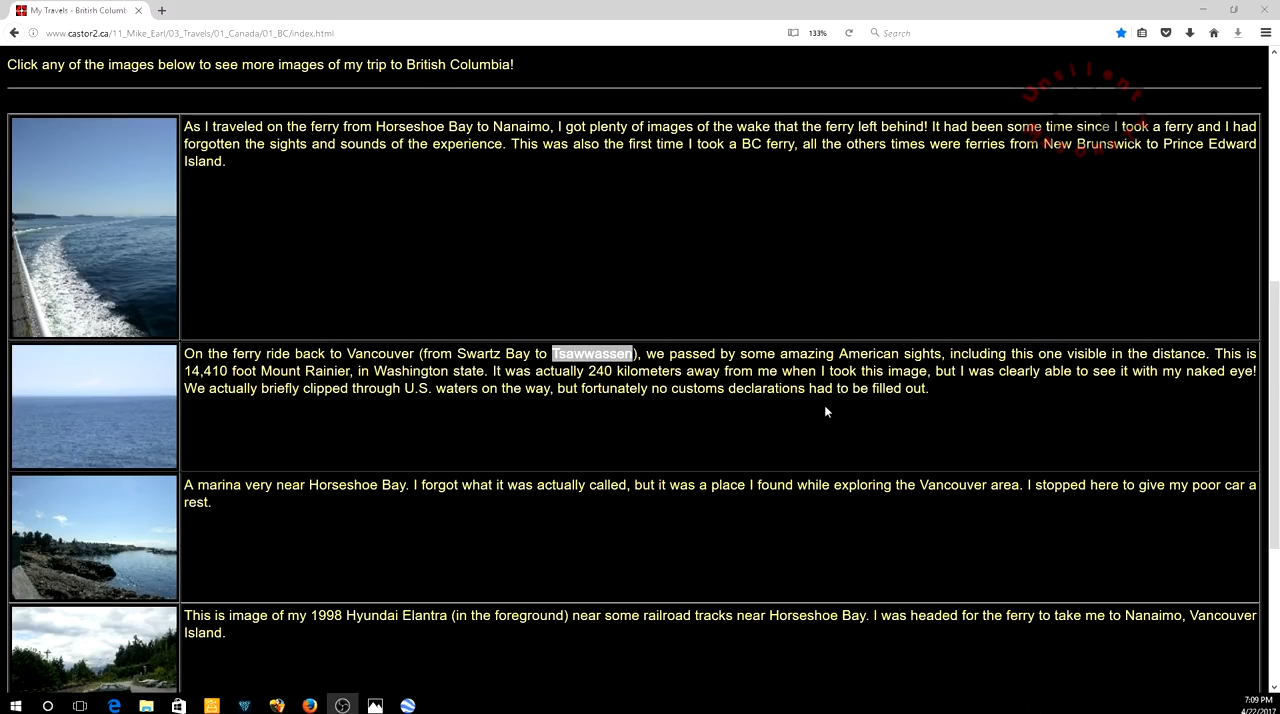 My Travels - British Columbi
www.castor2.ca/11_Mike_Earl/03_Travels/01_Canada/01_BC/index.html
133%
Search
Click any of the images below to see more images of my trip to British Columbia!
Unsilent
As I traveled on the ferry from Horseshoe Bay to Nanaimo, I got plenty of images of the wake that the ferry left behind! It had been some time since I took a ferry and I had
forgotten the sights and sounds of the experience. This was also the first time I took a BC ferry, all the others times were ferries from New Brunswick to Prince Edward
Island.
On the ferry ride back to Vancouver (from Swartz Bay to Tsawwassen), we passed by some amazing American sights, including this one visible in the distance. This is
14,410 foot Mount Rainier, in Washington state. It was actually 240 kilometers away from me when I took this image, but I was clearly able to see it with my naked eye!
We actually briefly clipped through U.S. waters on the way, but fortunately no customs declarations had to be filled out.
A marina very near Horseshoe Bay. I forgot what it was actually called, but it was a place I found while exploring the Vancouver area. I stopped here to give my poor car a
rest.
This is image of my 1998 Hyundai Elantra (in the foreground) near some railroad tracks near Horseshoe Bay. I was headed for the ferry to take me to Nanaimo, Vancouver
Island.
7:09 PM
4/22/2017